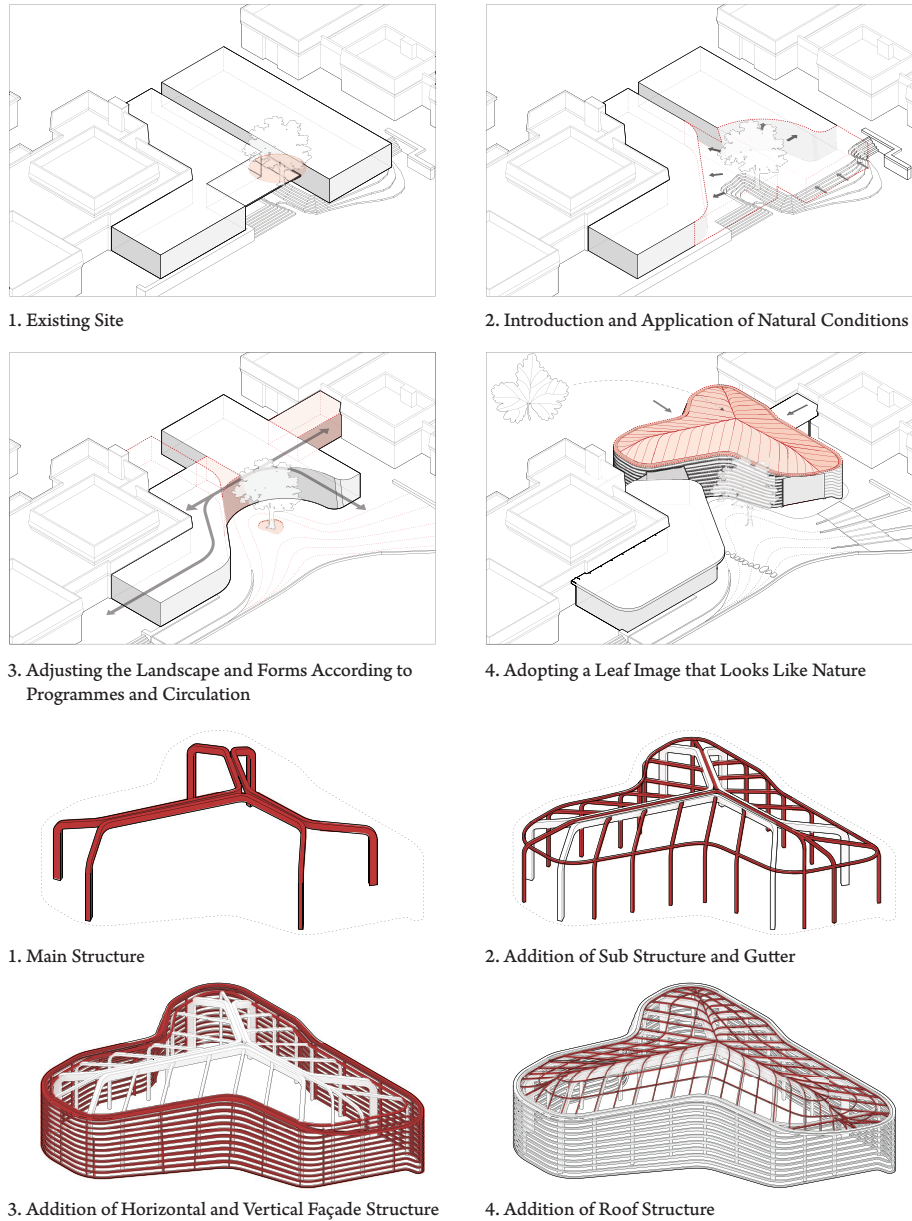 1. Existing Site
2. Introduction and Application of Natural Conditions
3. Adjusting the Landscape and Forms According to
Programmes and Circulation
4. Adopting a Leaf Image that Looks Like Nature
1. Main Structure
2. Addition of Sub Structure and Gutter
3. Addition of Horizontal and Vertical Façade Structure
4. Addition of Roof Structure